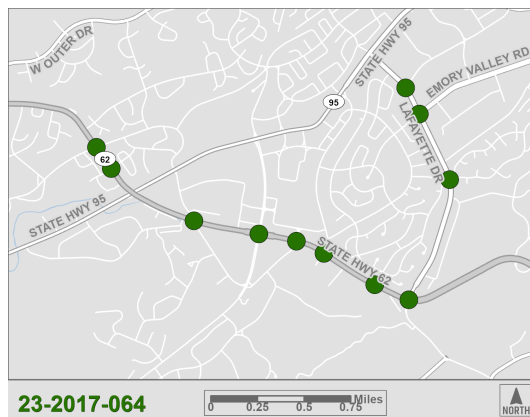 W OUTER DR
STATE HWY 95
EMORY VALLEY RD
95
LAFAYETTE DR
62
STATE HWY 95
STATE HWY 62
23-2017-064
Miles
0 0.25 0.5 0.75
NORTH